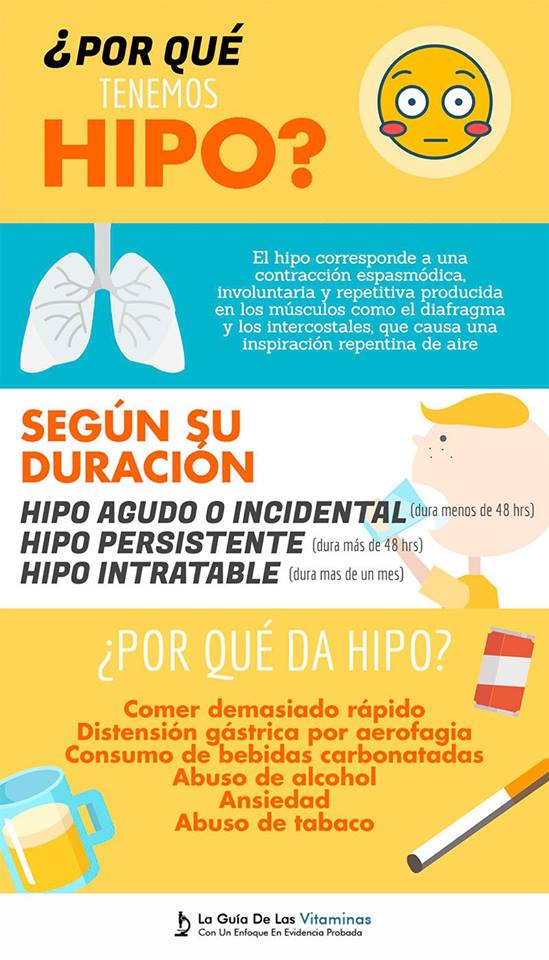 ¿POR QUÉ
TENEMOS
HIPO?
El hipo corresponde a una
contracción espasmódica,
involuntaria y repetitiva producida
en los músculos como el diafragma
y los intercostales, que causa una
inspiración repentina de aire
SEGÚN SU
DURACIÓN
HIPO AGUDO O INCIDENTAL (dura menos de 48 hrs)
HIPO PERSISTENTE (dura más de 48 hrs)
HIPO INTRATABLE (dura mas de un mes)
¿POR QUÉ DA HIPO?
Comer demasiado rápido
Distensión gástrica por aerofagia
Consumo de bebidas carbonatadas
Abuso de alcohol
Ansiedad
Abuso de tabaco
La Guía De Las Vitaminas
Con Un Enfoque En Evidencia Probada